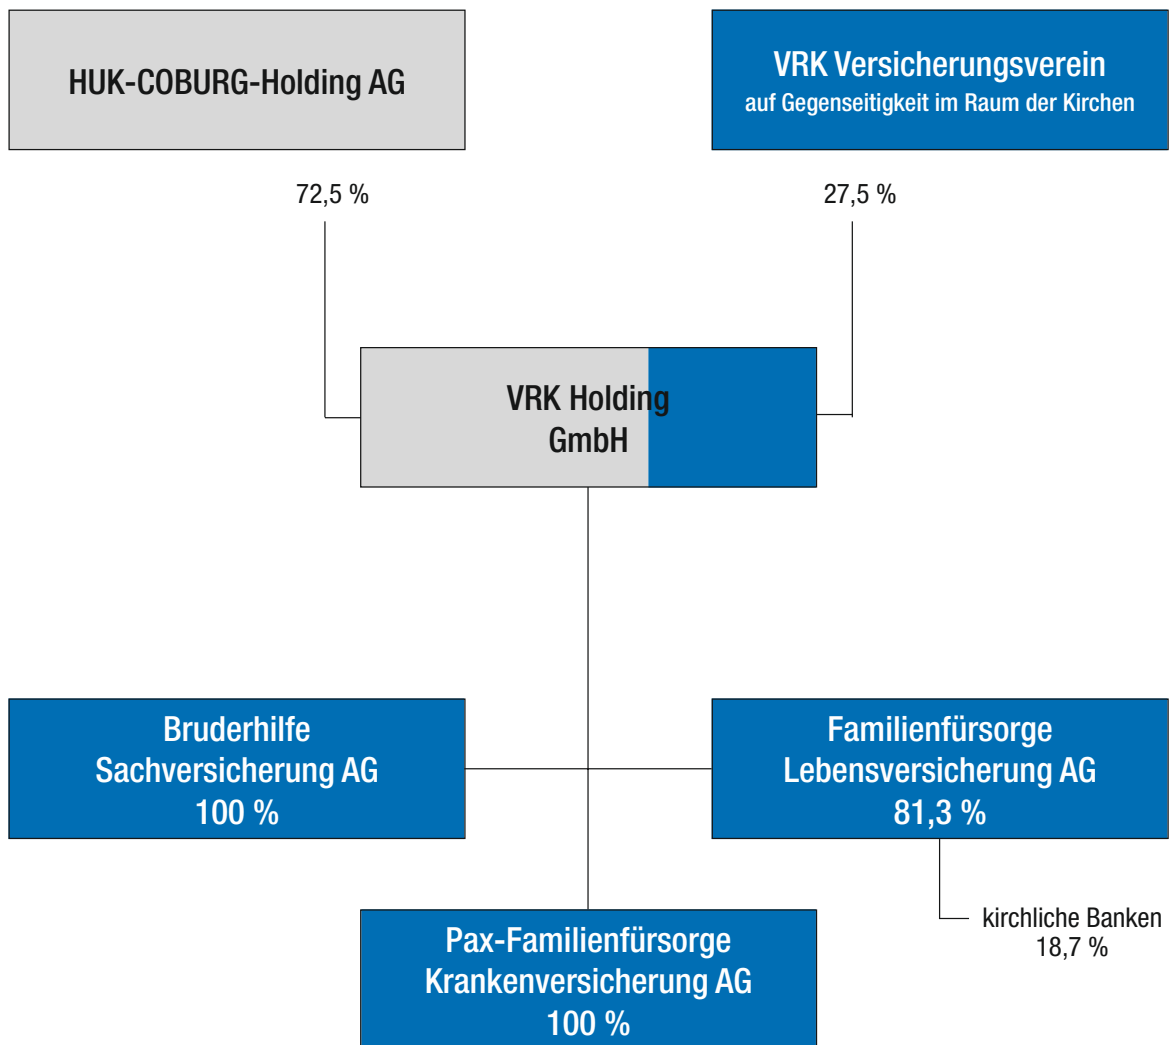 HUK-COBURG-Holding AG
VRK Versicherungsverein
auf Gegenseitigkeit im Raum der Kirchen
72,5 %
27,5 %
VRK Holding
GmbH
Bruderhilfe
Sachversicherung AG
100 %
Familienfürsorge
Lebensversicherung AG
81,3 %
kirchliche Banken
18,7 %
Pax-Familienfürsorge
Krankenversicherung AG
100 %